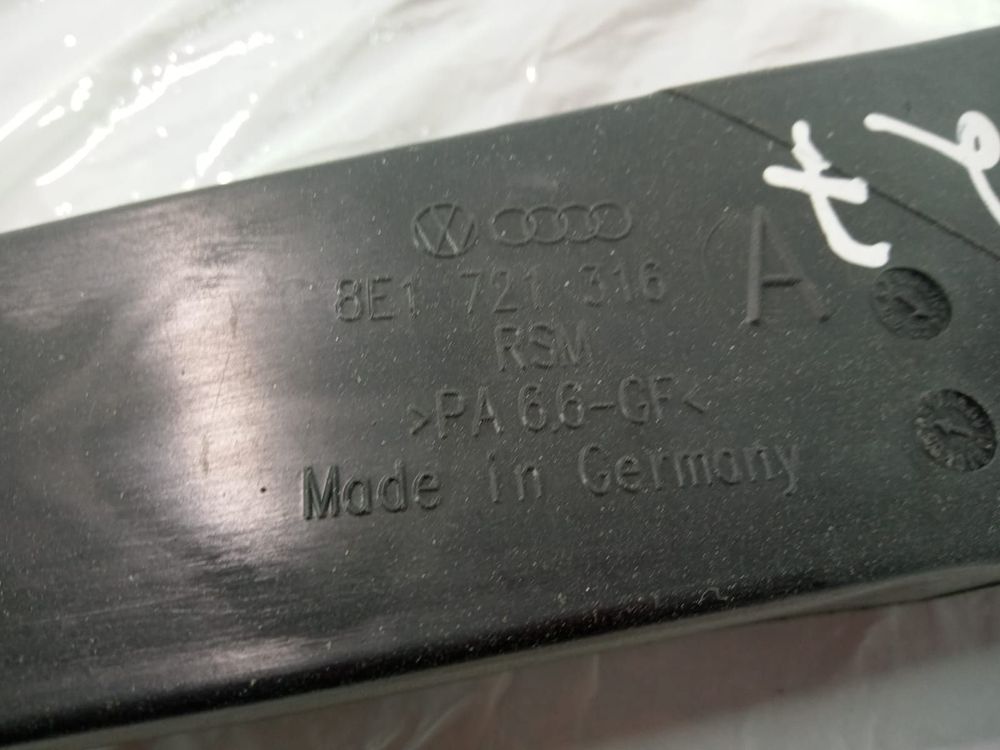 8E1 721 316
A
RSM
>PA 6.6-GF<
Made in Germany